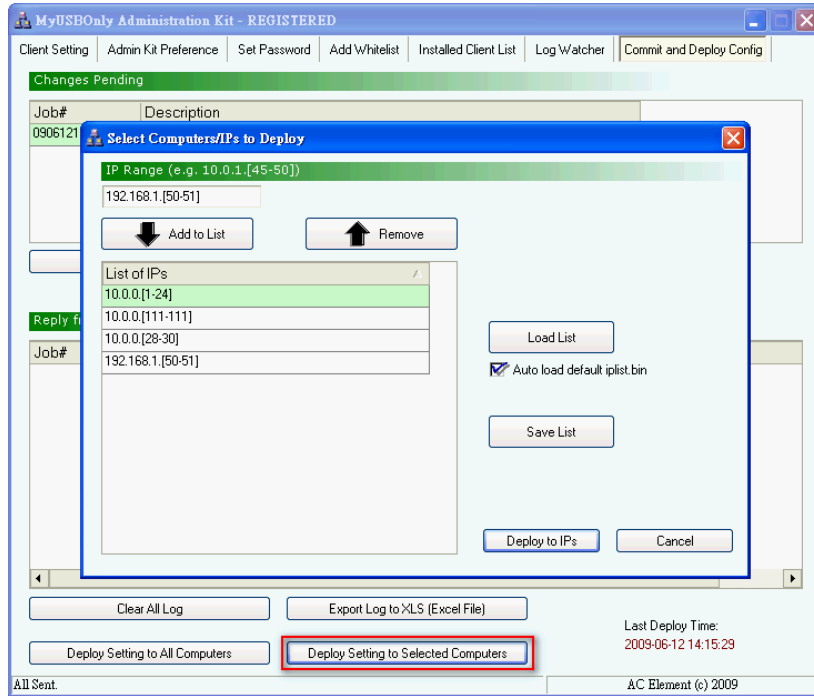 MyUSBOnly Administration Kit - REGISTERED
Client Setting Admin Kit Preference Set Password Add Whitelist Installed Client List Log Watcher Commit and Deploy Config
Changes Pending
Job# Description
0906121
Select Computers/IPs to Deploy
IP Range (e.g. 10.0.1.[45-50])
192.168.1.[50-51]
Add to List Remove
List of IPs
10.0.0.[1-24]
10.0.0.[111-111]
10.0.0.[28-30]
192.168.1.[50-51]
Load List
Auto load default iplist.bin
Save List
Deploy to IPs Cancel
Reply
Job#
Clear All Log Export Log to XLS (Excel File)
Deploy Setting to All Computers Deploy Setting to Selected Computers
Last Deploy Time:
2009-06-12 14:15:29
All Sent. AC Element (c) 2009